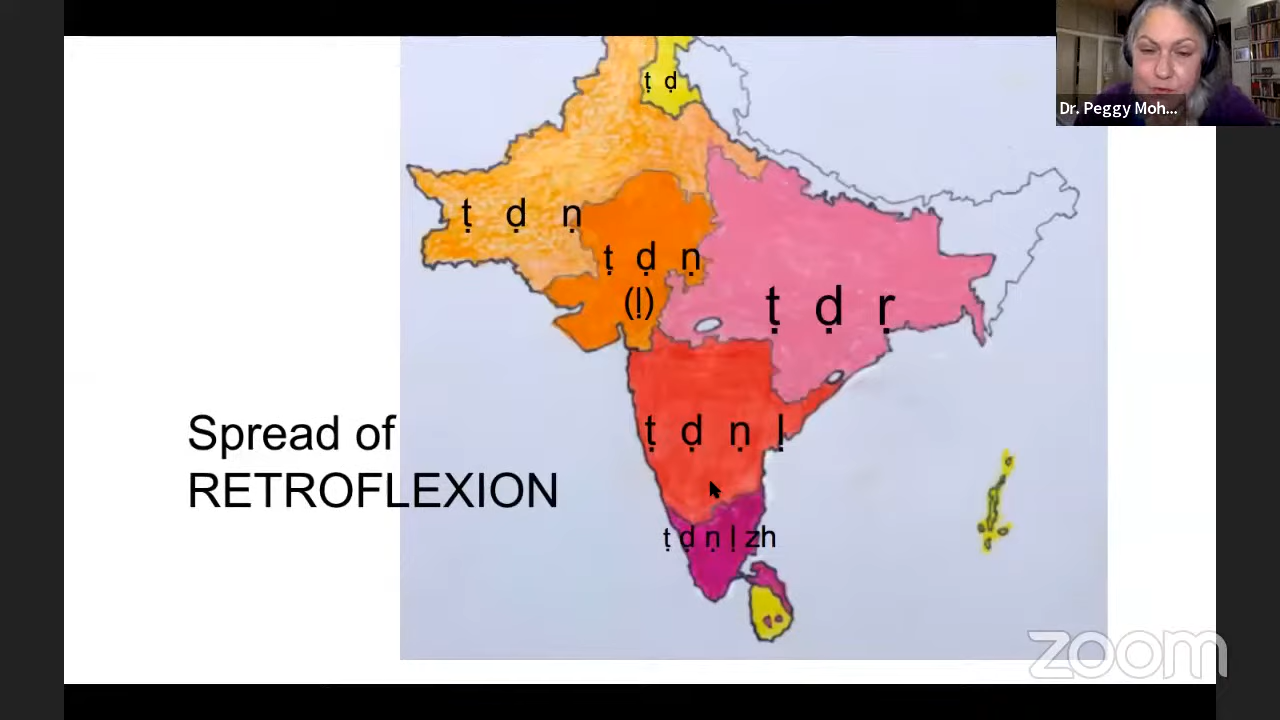 ṭ ḍ
Dr. Peggy Moh...
ṭ ḍ ṇ
ṭ ḍ ṇ
(ḷ)
ṭ ḍ ṛ
Spread of
RETROFLEXION
ṭ ḍ ṇ ḷ
ṭ ḍ ṇ ḷ zh
zoom